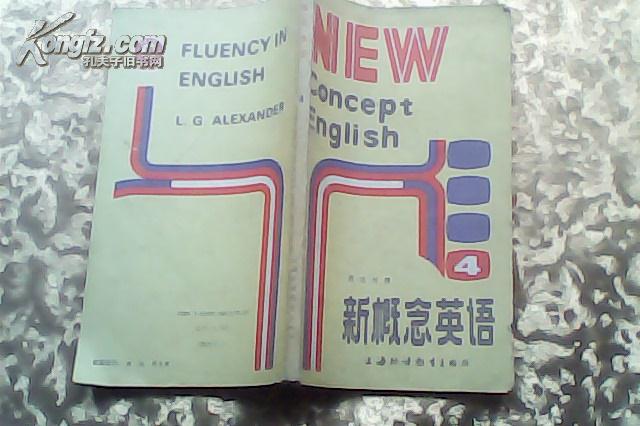 Kongfz.com
孔夫子旧书网
FLUENCY IN
ENGLISH
L. G. ALEXANDER
NEW
Concept
English
4
新概念英语